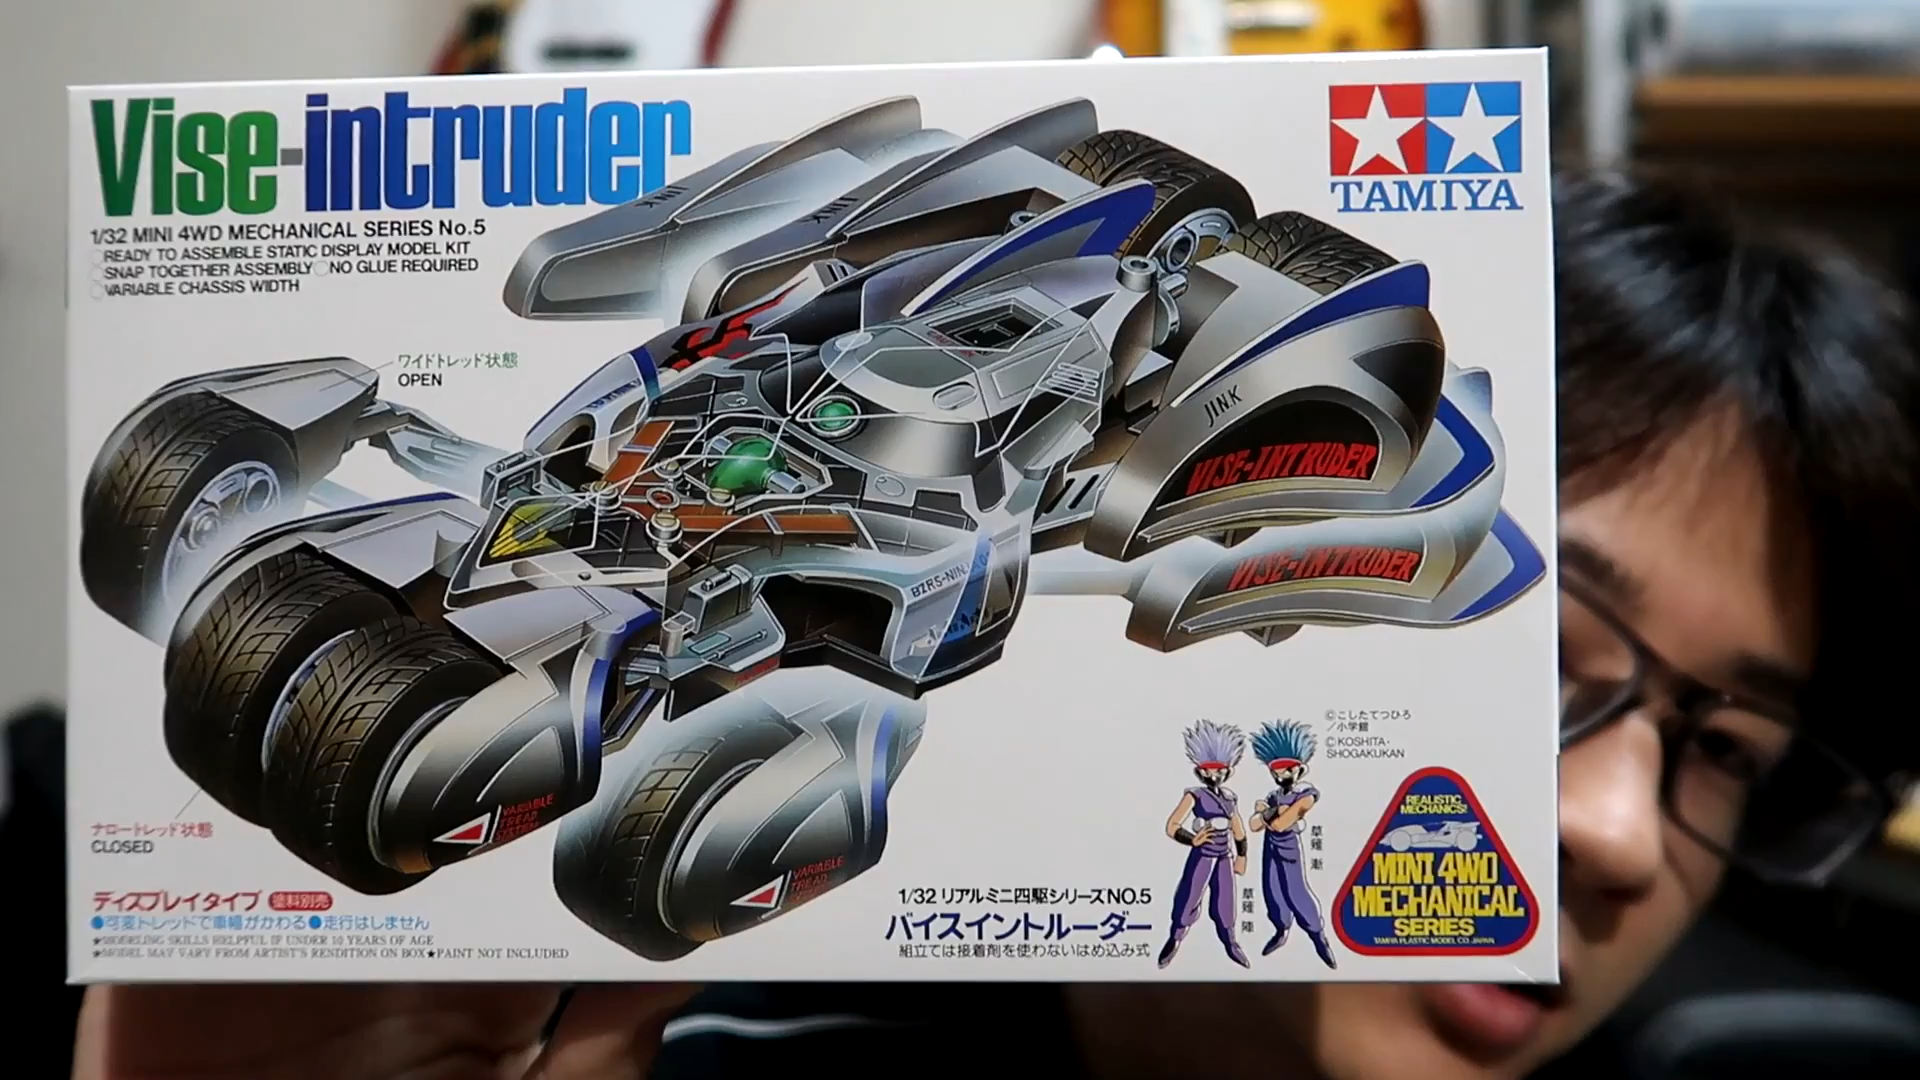 Vise-intruder
1/32 MINI 4WD MECHANICAL SERIES No.5
○READY TO ASSEMBLE STATIC DISPLAY MODEL KIT
○SNAP TOGETHER ASSEMBLY○NO GLUE REQUIRED
○VARIABLE CHASSIS WIDTH
TAMIYA
ワイドトレッド状態
OPEN
JINK
JINK
JINK
VISE-INTRUDER
VISE-INTRUDER
BZRS-NINJA
VARIABLE
TREAD
SYSTEM
VARIABLE
TREAD
ナロートレッド状態
CLOSED
ディスプレイタイプ 塗料別売
●可変トレッドで車幅がかわる●走行はしません
★MODELING SKILLS HELPFUL IF UNDER 10 YEARS OF AGE
★MODEL MAY VARY FROM ARTIST'S RENDITION ON BOX★PAINT NOT INCLUDED
1/32 リアルミニ四駆シリーズNO.5
バイスイントルーダー
組立ては接着剤を使わないはめ込み式
©こしたてつひろ
/小学館
©KOSHITA・
SHOGAKUKAN
草薙 漸
草薙 陣
REALISTIC
MECHANICS!
MINI 4WD
MECHANICAL
SERIES
TAMIYA PLASTIC MODEL CO. JAPAN